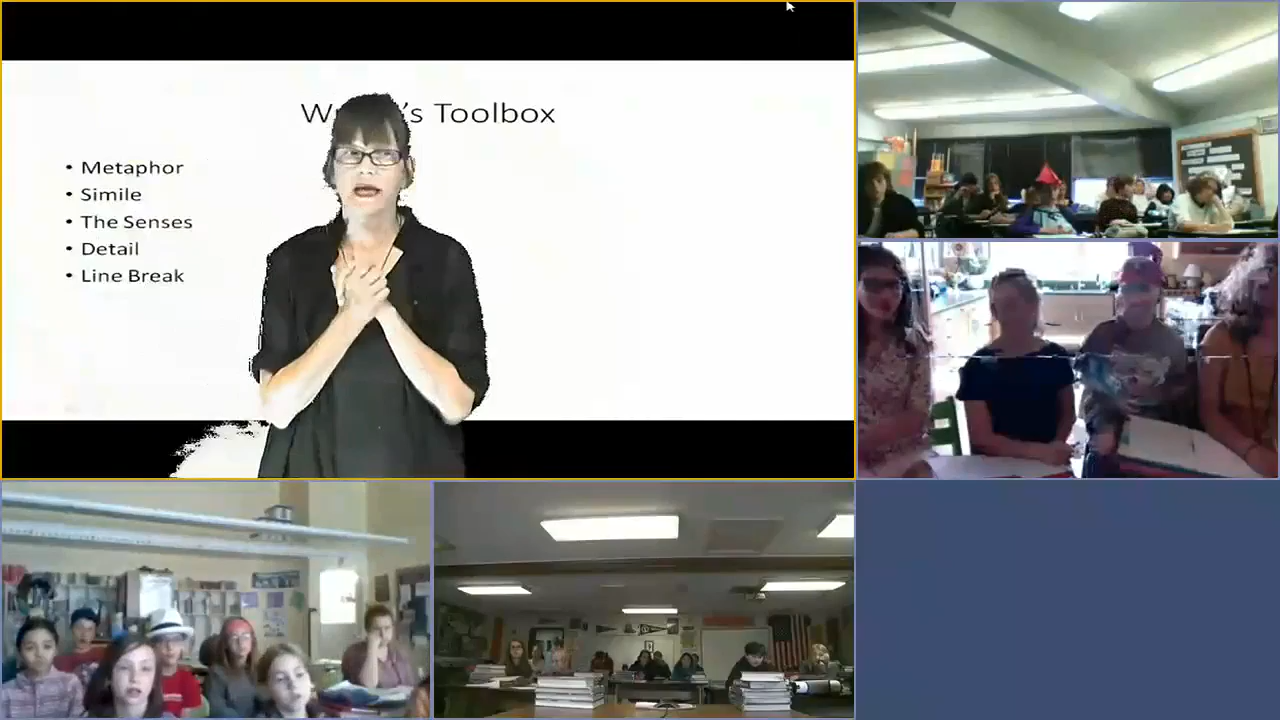 Toolbox
• Metaphor
• Simile
• The Senses
• Detail
• Line Break